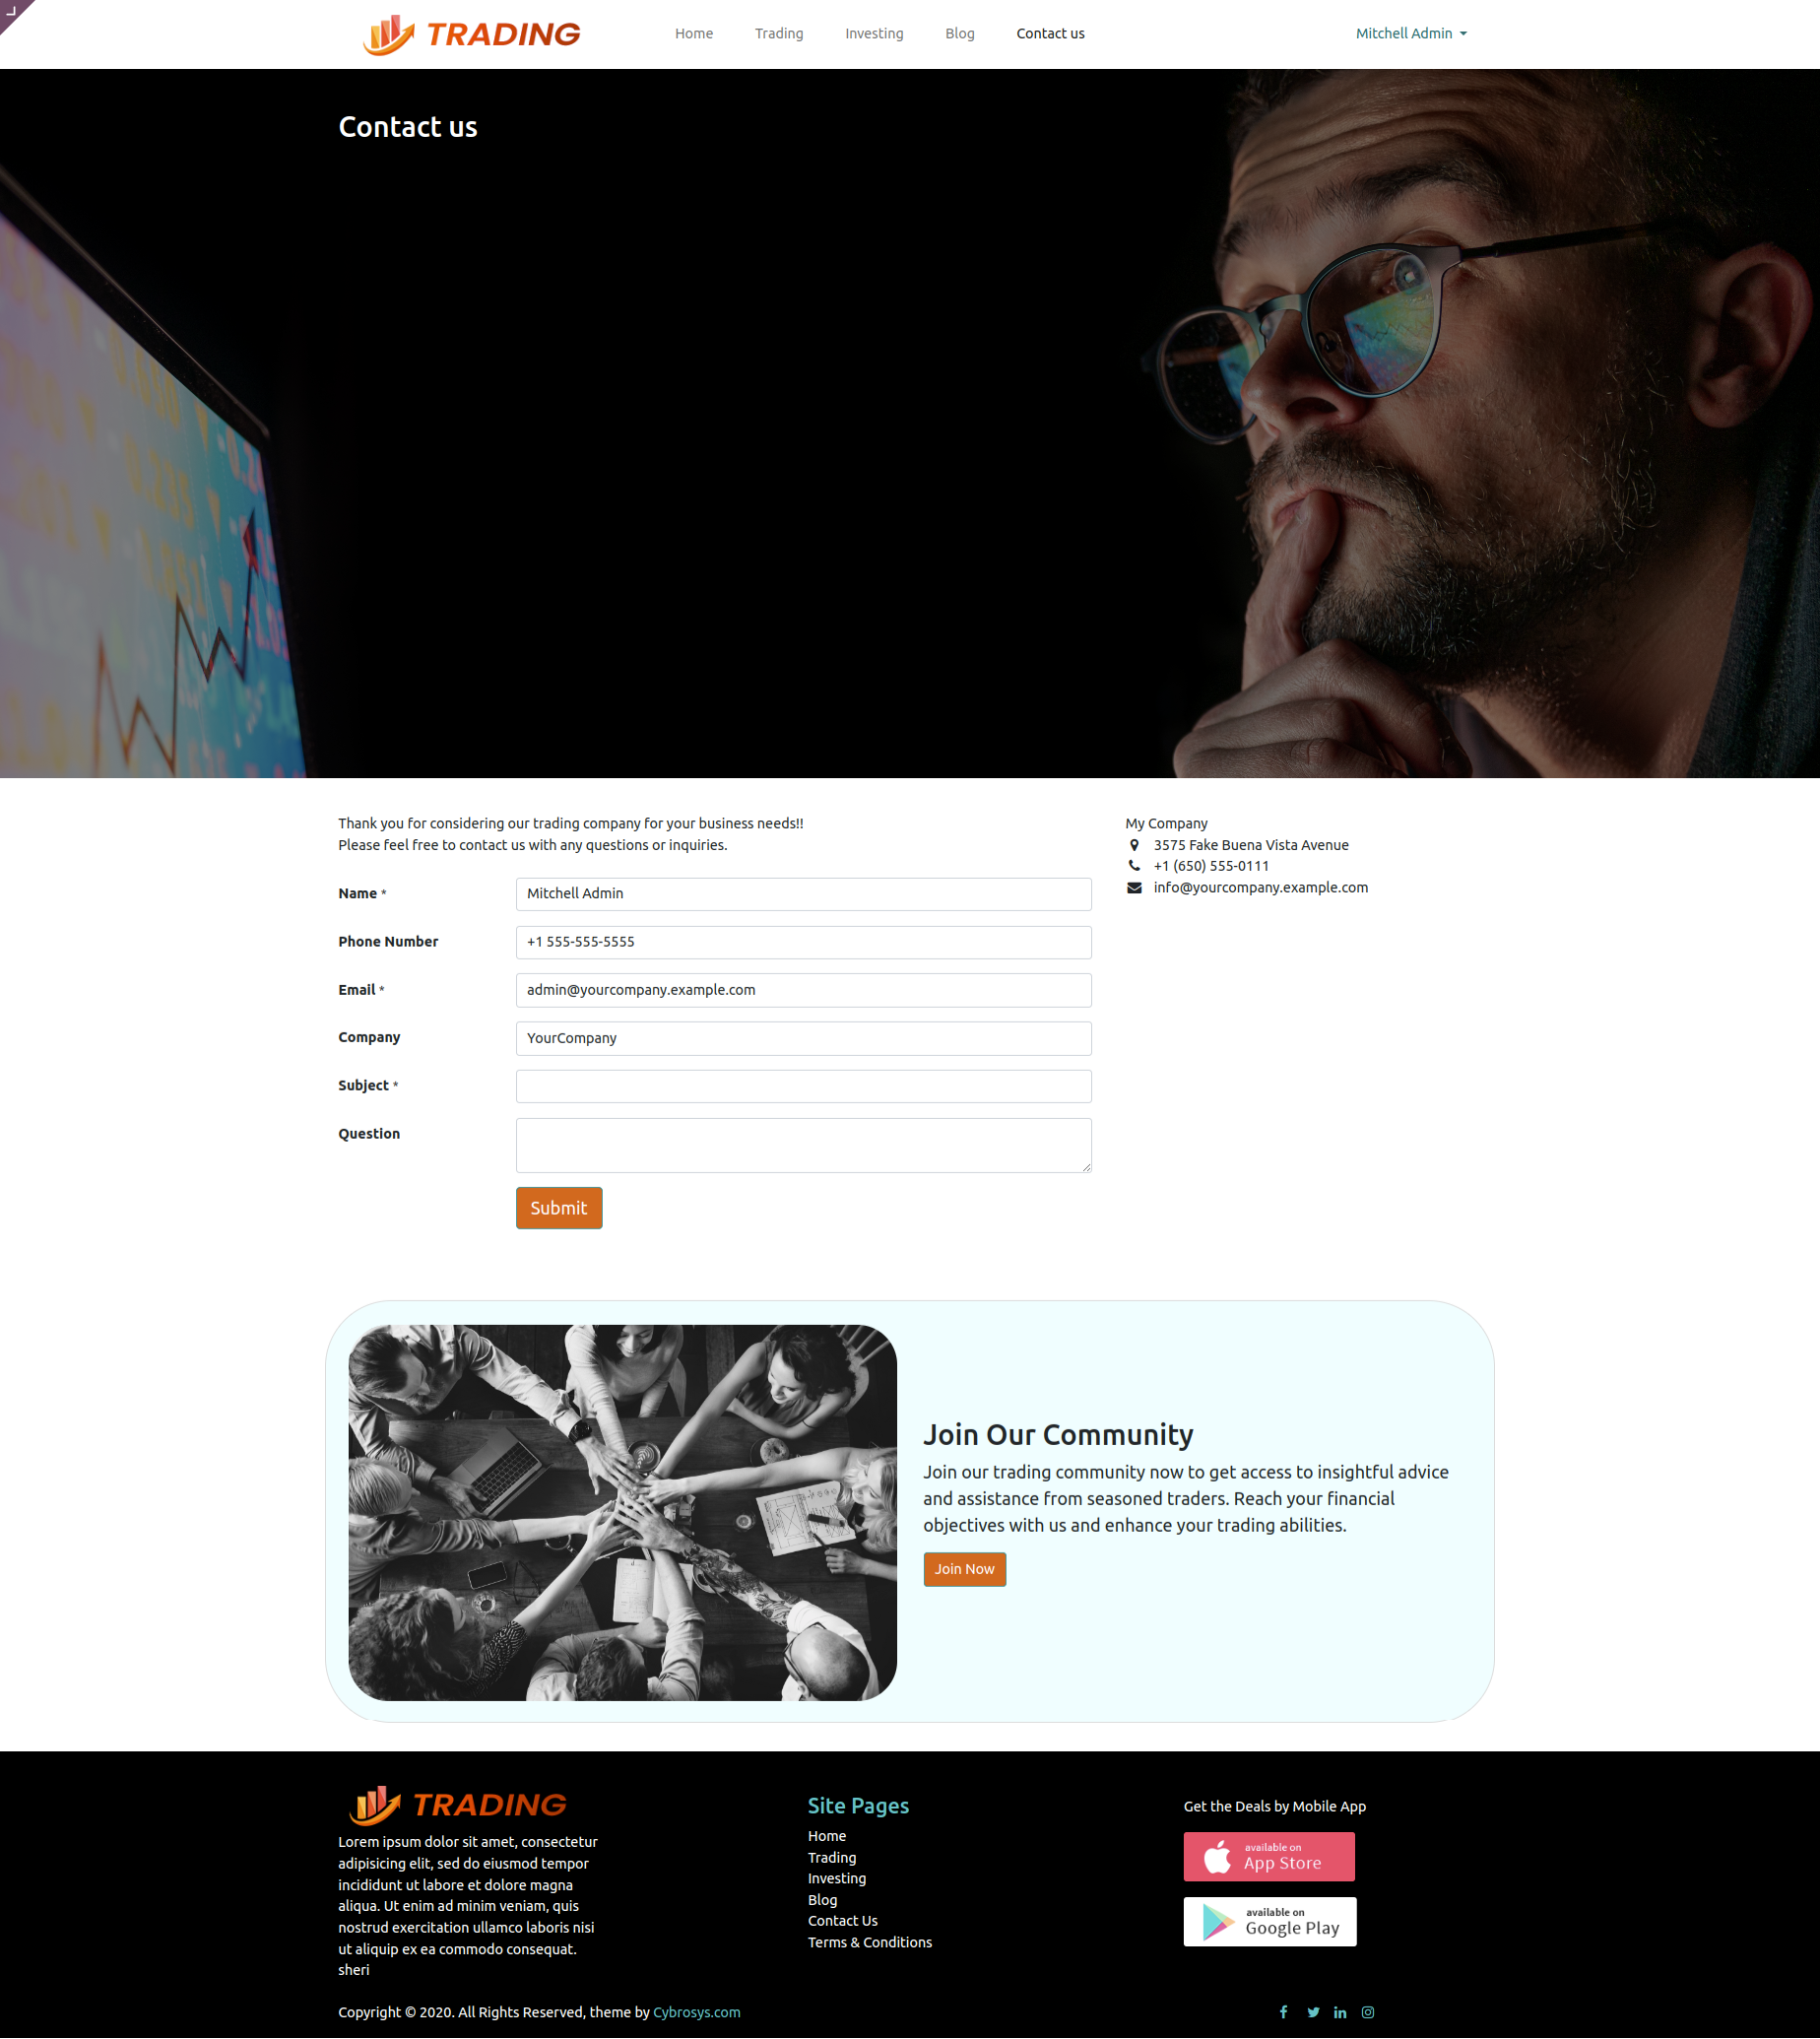 TRADING
Home
Trading
Investing
Blog
Contact us
Mitchell Admin
Contact us
Thank you for considering our trading company for your business needs!!
Please feel free to contact us with any questions or inquiries.
My Company
3575 Fake Buena Vista Avenue
+1 (650) 555-0111
info@yourcompany.example.com
Name *
Mitchell Admin
Phone Number
+1 555-555-5555
Email *
admin@yourcompany.example.com
Company
YourCompany
Subject *
Question
Submit
Join Our Community
Join our trading community now to get access to insightful advice
and assistance from seasoned traders. Reach your financial
objectives with us and enhance your trading abilities.
Join Now
TRADING
Lorem ipsum dolor sit amet, consectetur
adipisicing elit, sed do eiusmod tempor
incididunt ut labore et dolore magna
aliqua. Ut enim ad minim veniam, quis
nostrud exercitation ullamco laboris nisi
ut aliquip ex ea commodo consequat.
sheri
Site Pages
Home
Trading
Investing
Blog
Contact Us
Terms & Conditions
Get the Deals by Mobile App
available on
App Store
available on
Google Play
Copyright © 2020. All Rights Reserved, theme by Cybrosys.com